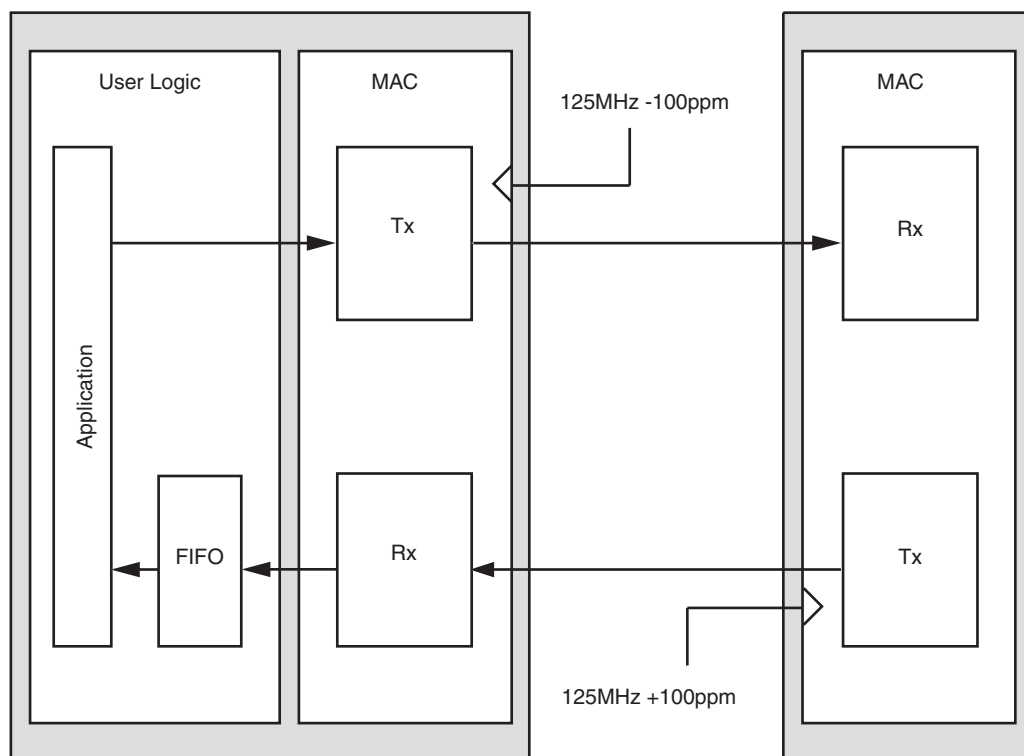 User Logic
MAC
MAC
125MHz -100ppm
Tx
Rx
Application
FIFO
Rx
Tx
125MHz +100ppm